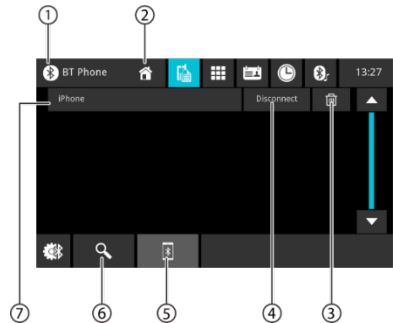 ① ②
BT Phone 13:27
iPhone Disconnect
⑦ ⑥ ⑤ ④ ③